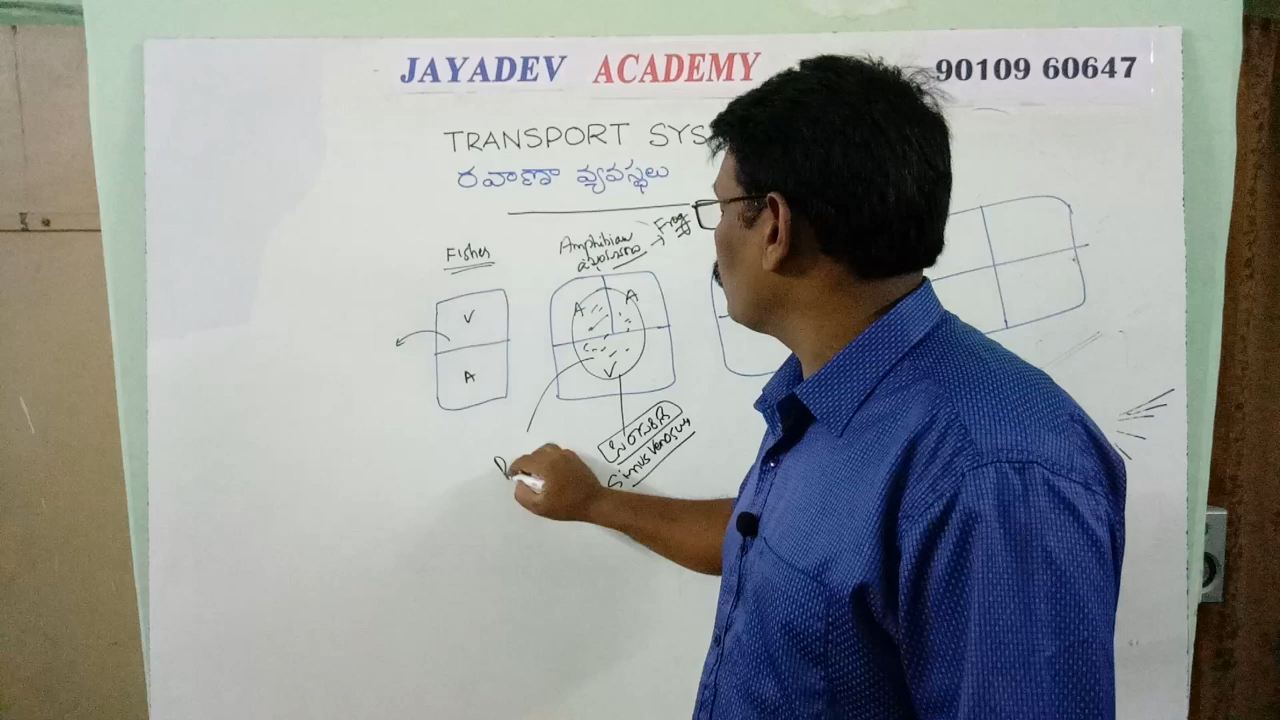 JAYADEV ACADEMY 90109 60647
TRANSPORT SYS
రవాణా వ్యవస్థలు
Fishes
Amphibian → Frog
V
A
A A
V
Sinus Venosus